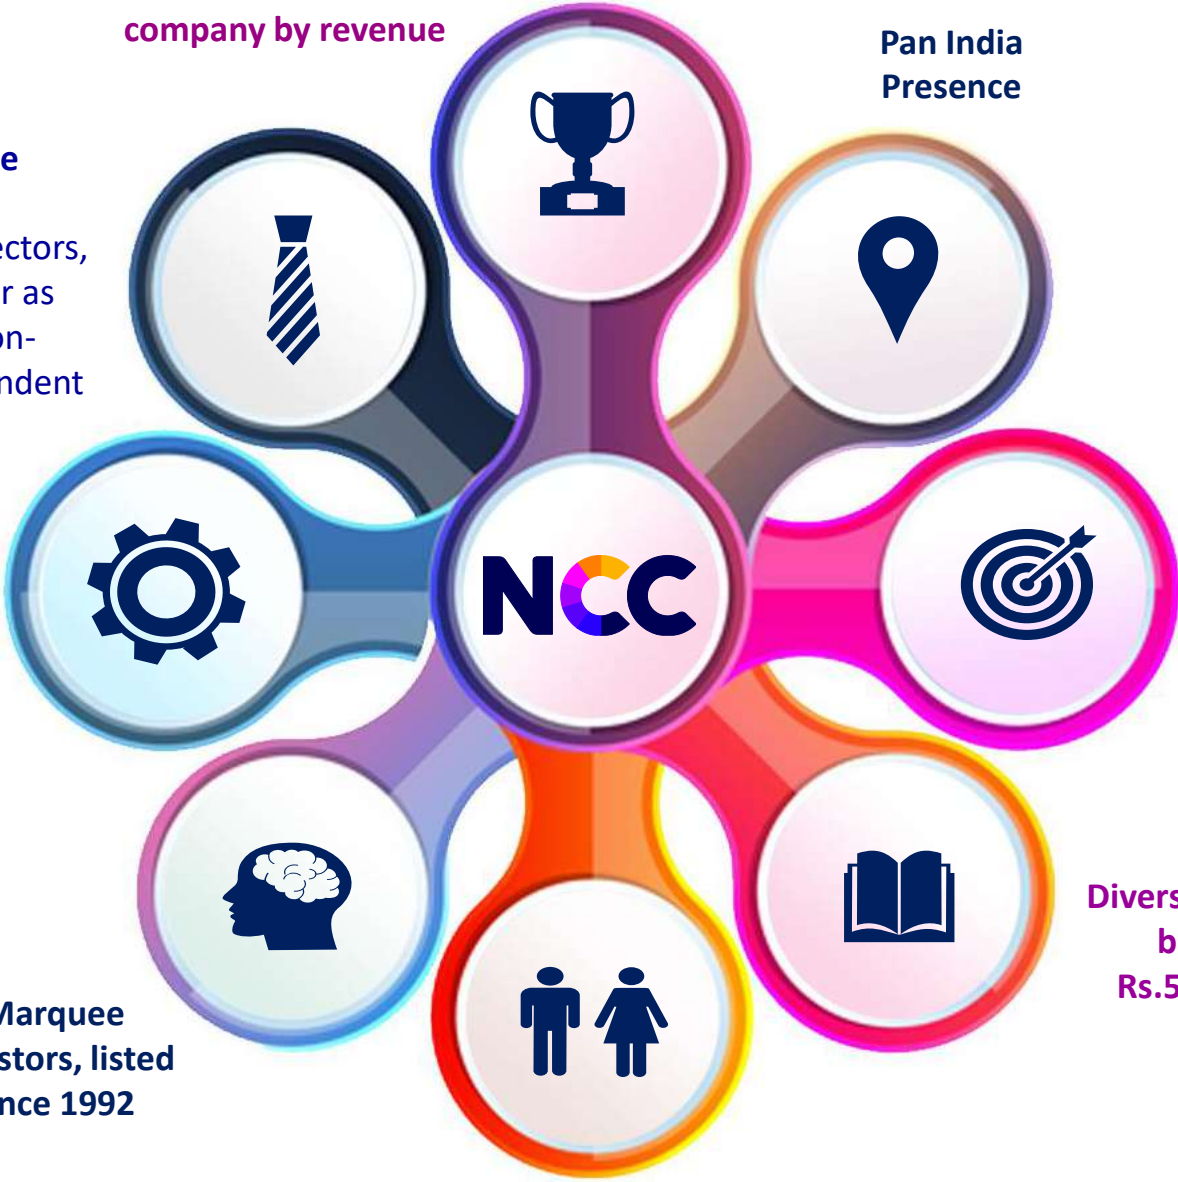 company by revenue
Pan India
Presence
e
ectors,
r as
on-
ndent
NCC
Divers
b
Rs.5
Marquee
stors, listed
nce 1992